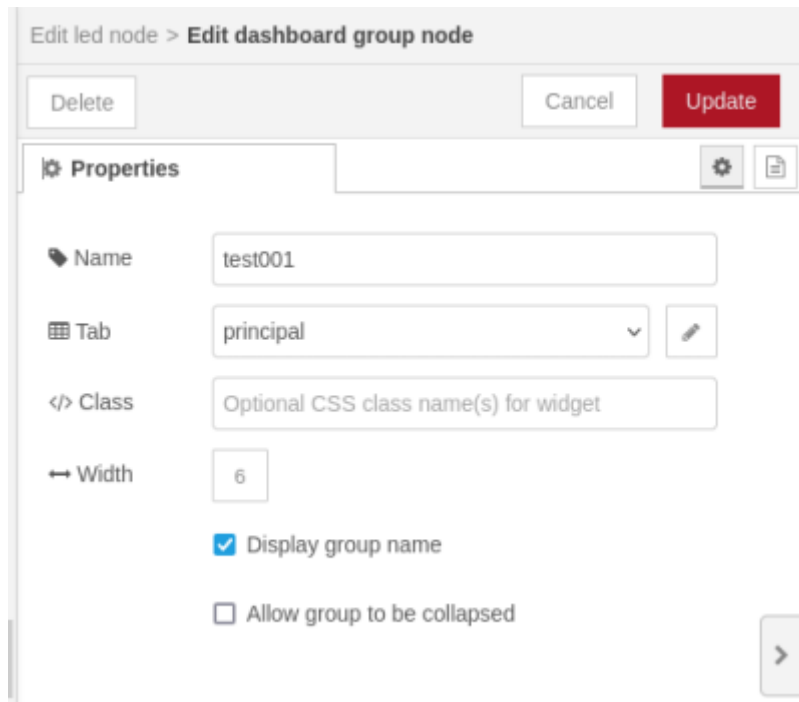 Edit led node > Edit dashboard group node
Delete Cancel Update
Properties
Name test001
Tab principal
</> Class Optional CSS class name(s) for widget
Width 6
Display group name
Allow group to be collapsed